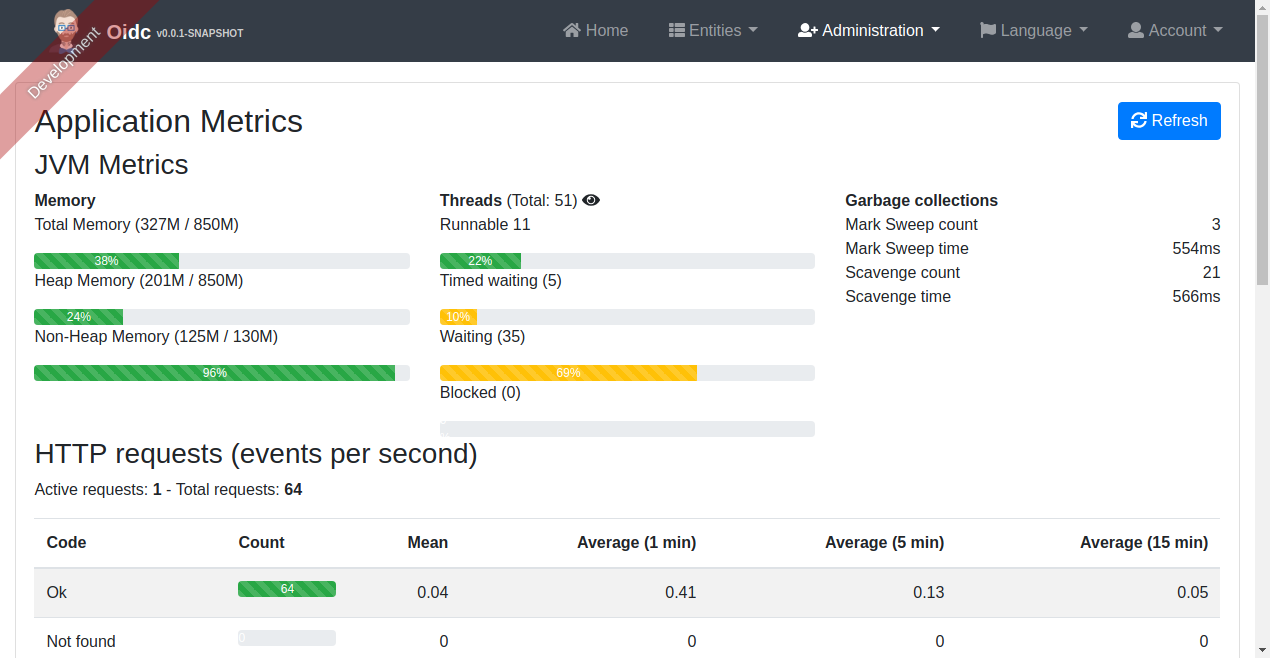 Development
Oidc v0.0.1-SNAPSHOT
Home Entities Administration Language Account
Application Metrics
Refresh
JVM Metrics
Memory
Total Memory (327M / 850M)
38%
Heap Memory (201M / 850M)
24%
Non-Heap Memory (125M / 130M)
96%
Threads (Total: 51)
Runnable 11
22%
Timed waiting (5)
10%
Waiting (35)
69%
Blocked (0)
Garbage collections
Mark Sweep count 3
Mark Sweep time 554ms
Scavenge count 21
Scavenge time 566ms
HTTP requests (events per second)
Active requests: 1 - Total requests: 64
Code Count Mean Average (1 min) Average (5 min) Average (15 min)
Ok 64 0.04 0.41 0.13 0.05
Not found 0 0 0 0 0